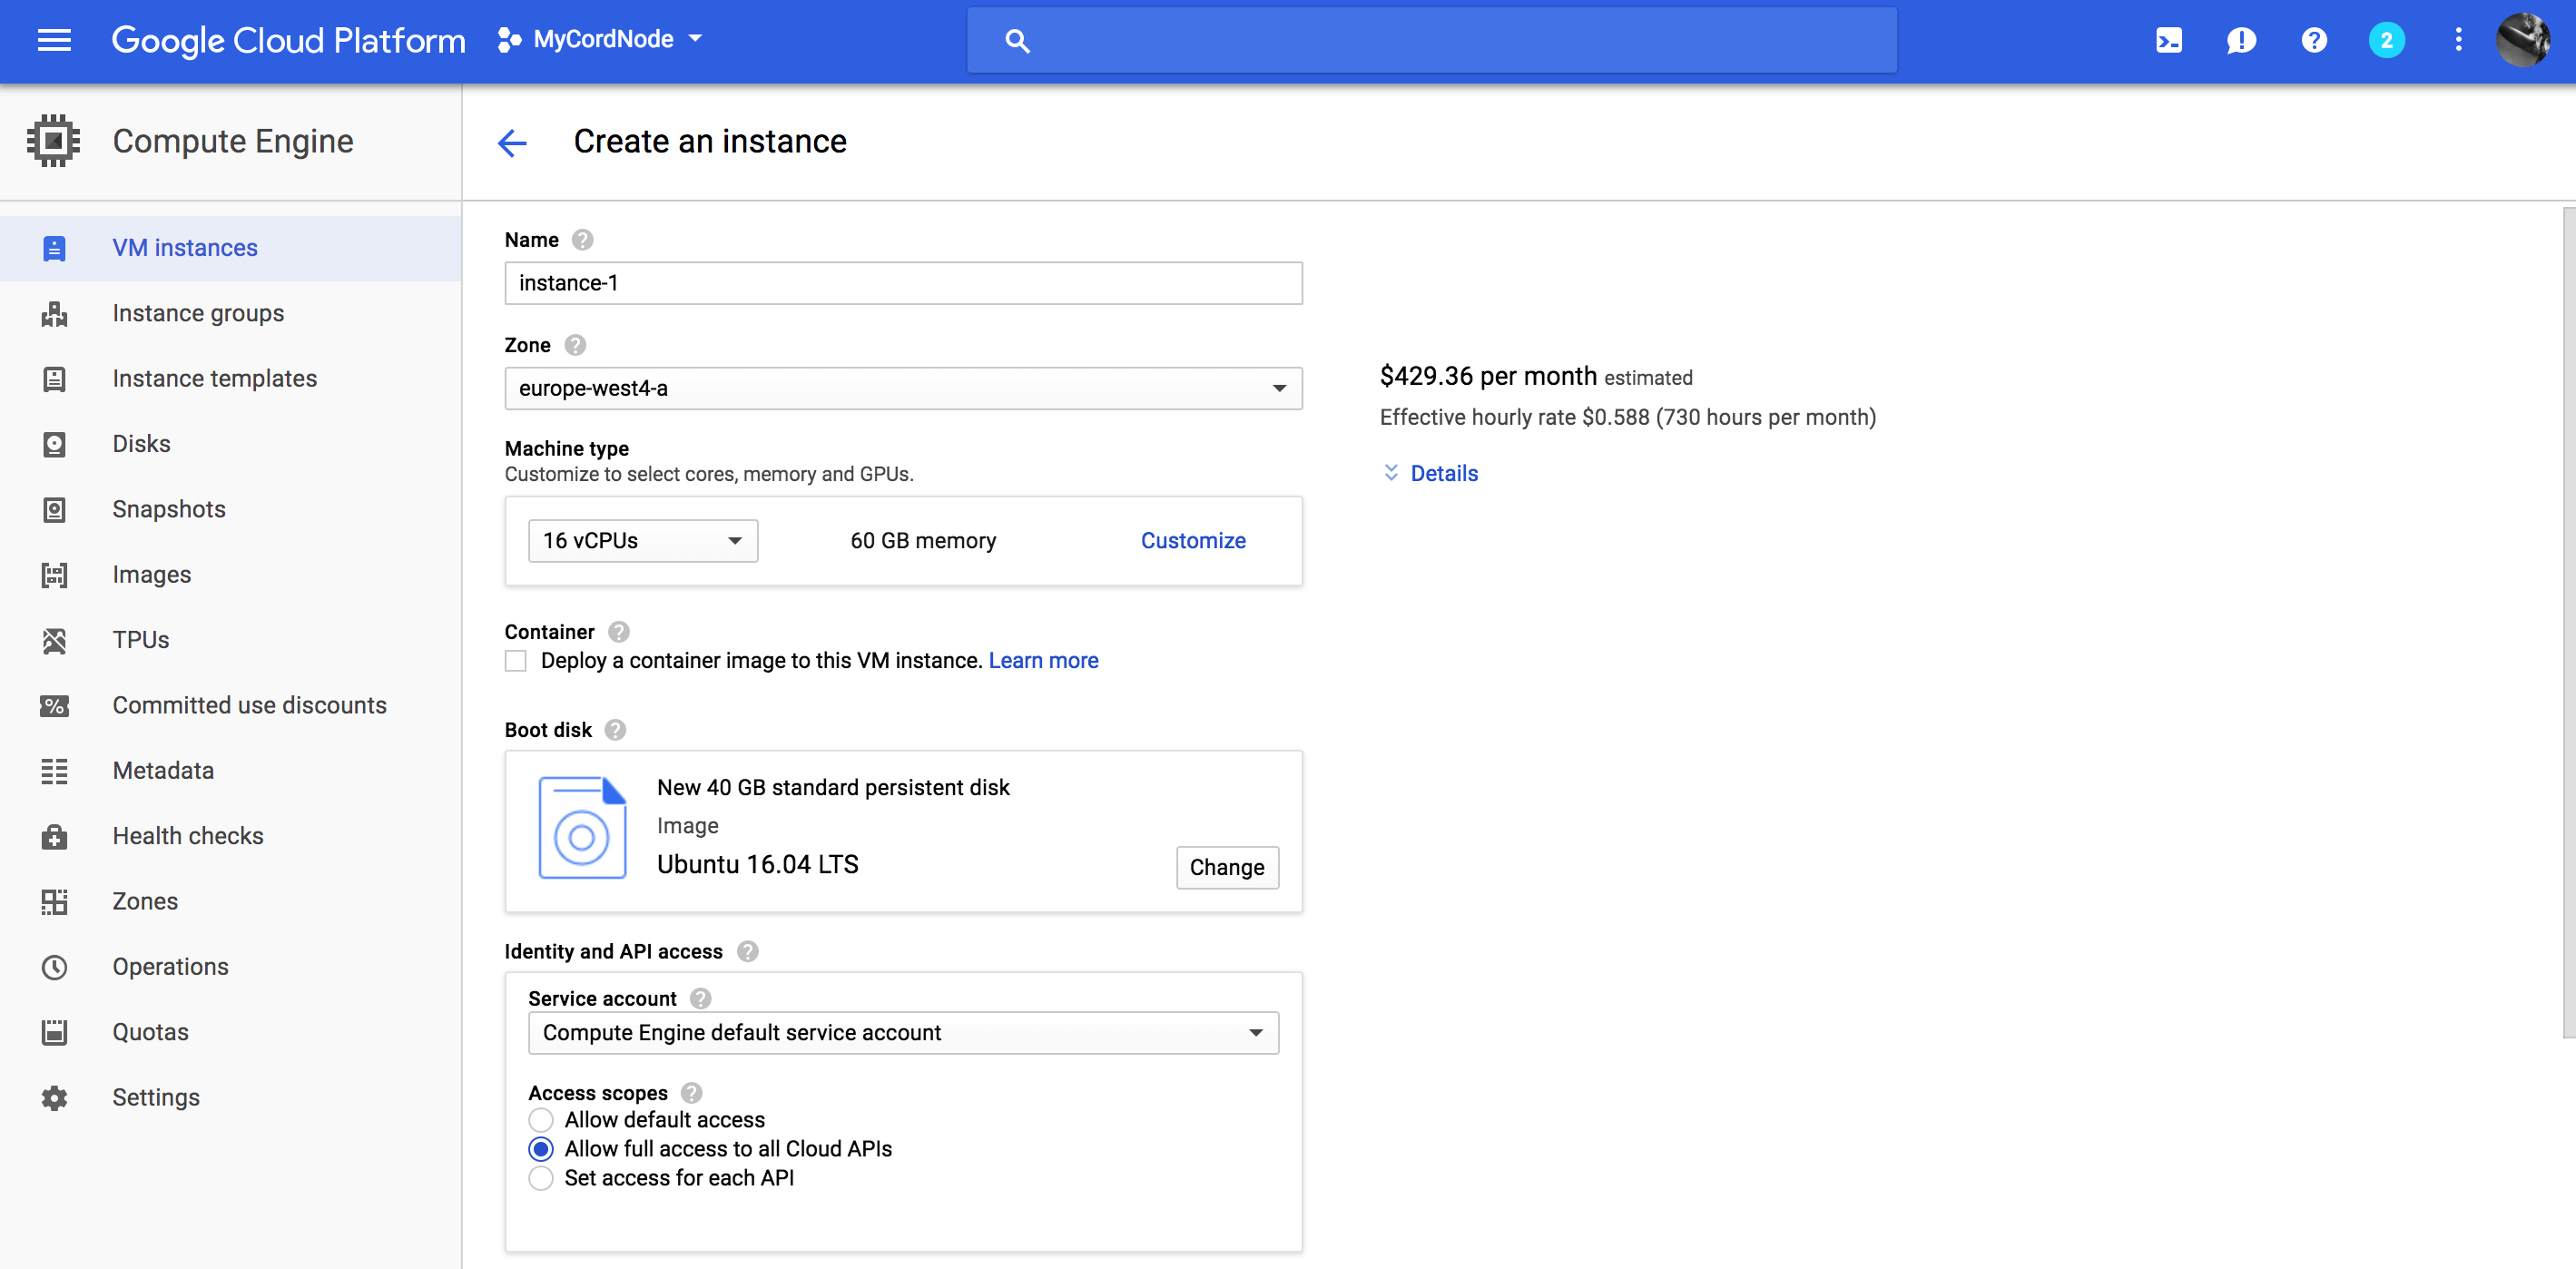 Google Cloud Platform
MyCordNode
2
Compute Engine
Create an instance
VM instances
Instance groups
Instance templates
Disks
Snapshots
Images
TPUs
% Committed use discounts
Metadata
Health checks
Zones
Operations
Quotas
Settings
Name ?
instance-1
Zone ?
europe-west4-a
Machine type
Customize to select cores, memory and GPUs.
16 vCPUs
60 GB memory
Customize
Container ?
Deploy a container image to this VM instance. Learn more
Boot disk ?
New 40 GB standard persistent disk
Image
Ubuntu 16.04 LTS
Change
Identity and API access ?
Service account ?
Compute Engine default service account
Access scopes ?
Allow default access
Allow full access to all Cloud APIs
Set access for each API
$429.36 per month estimated
Effective hourly rate $0.588 (730 hours per month)
Details